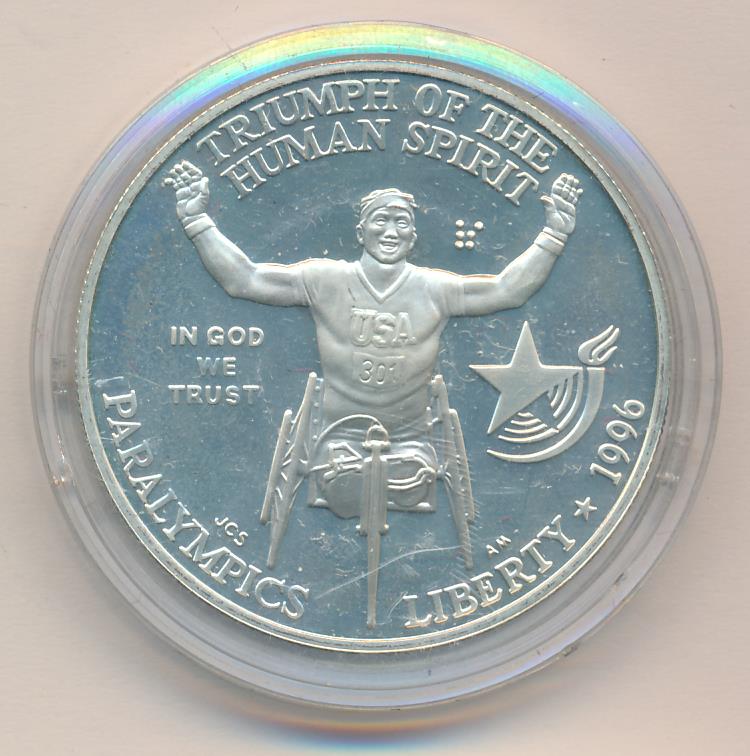 TRIUMPH OF THE
HUMAN SPIRIT
USA
301
IN GOD
WE
TRUST
PARALYMPICS
JCS
AM
LIBERTY ★ 1996